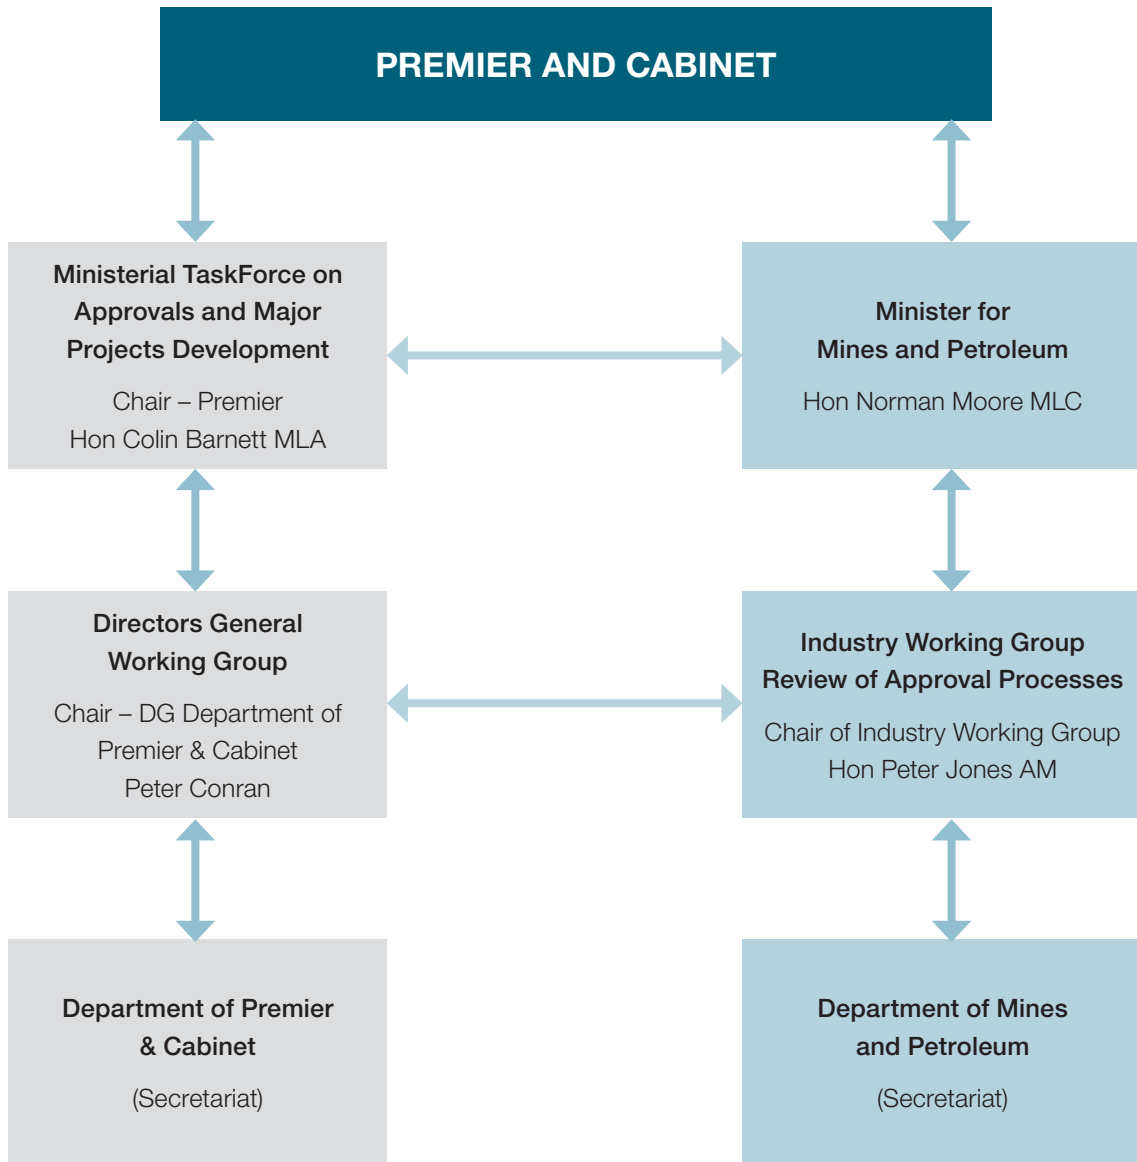 PREMIER AND CABINET
Ministerial TaskForce on
Approvals and Major
Projects Development
Chair – Premier
Hon Colin Barnett MLA
Minister for
Mines and Petroleum
Hon Norman Moore MLC
Directors General
Working Group
Chair – DG Department of
Premier & Cabinet
Peter Conran
Industry Working Group
Review of Approval Processes
Chair of Industry Working Group
Hon Peter Jones AM
Department of Premier
& Cabinet
(Secretariat)
Department of Mines
and Petroleum
(Secretariat)